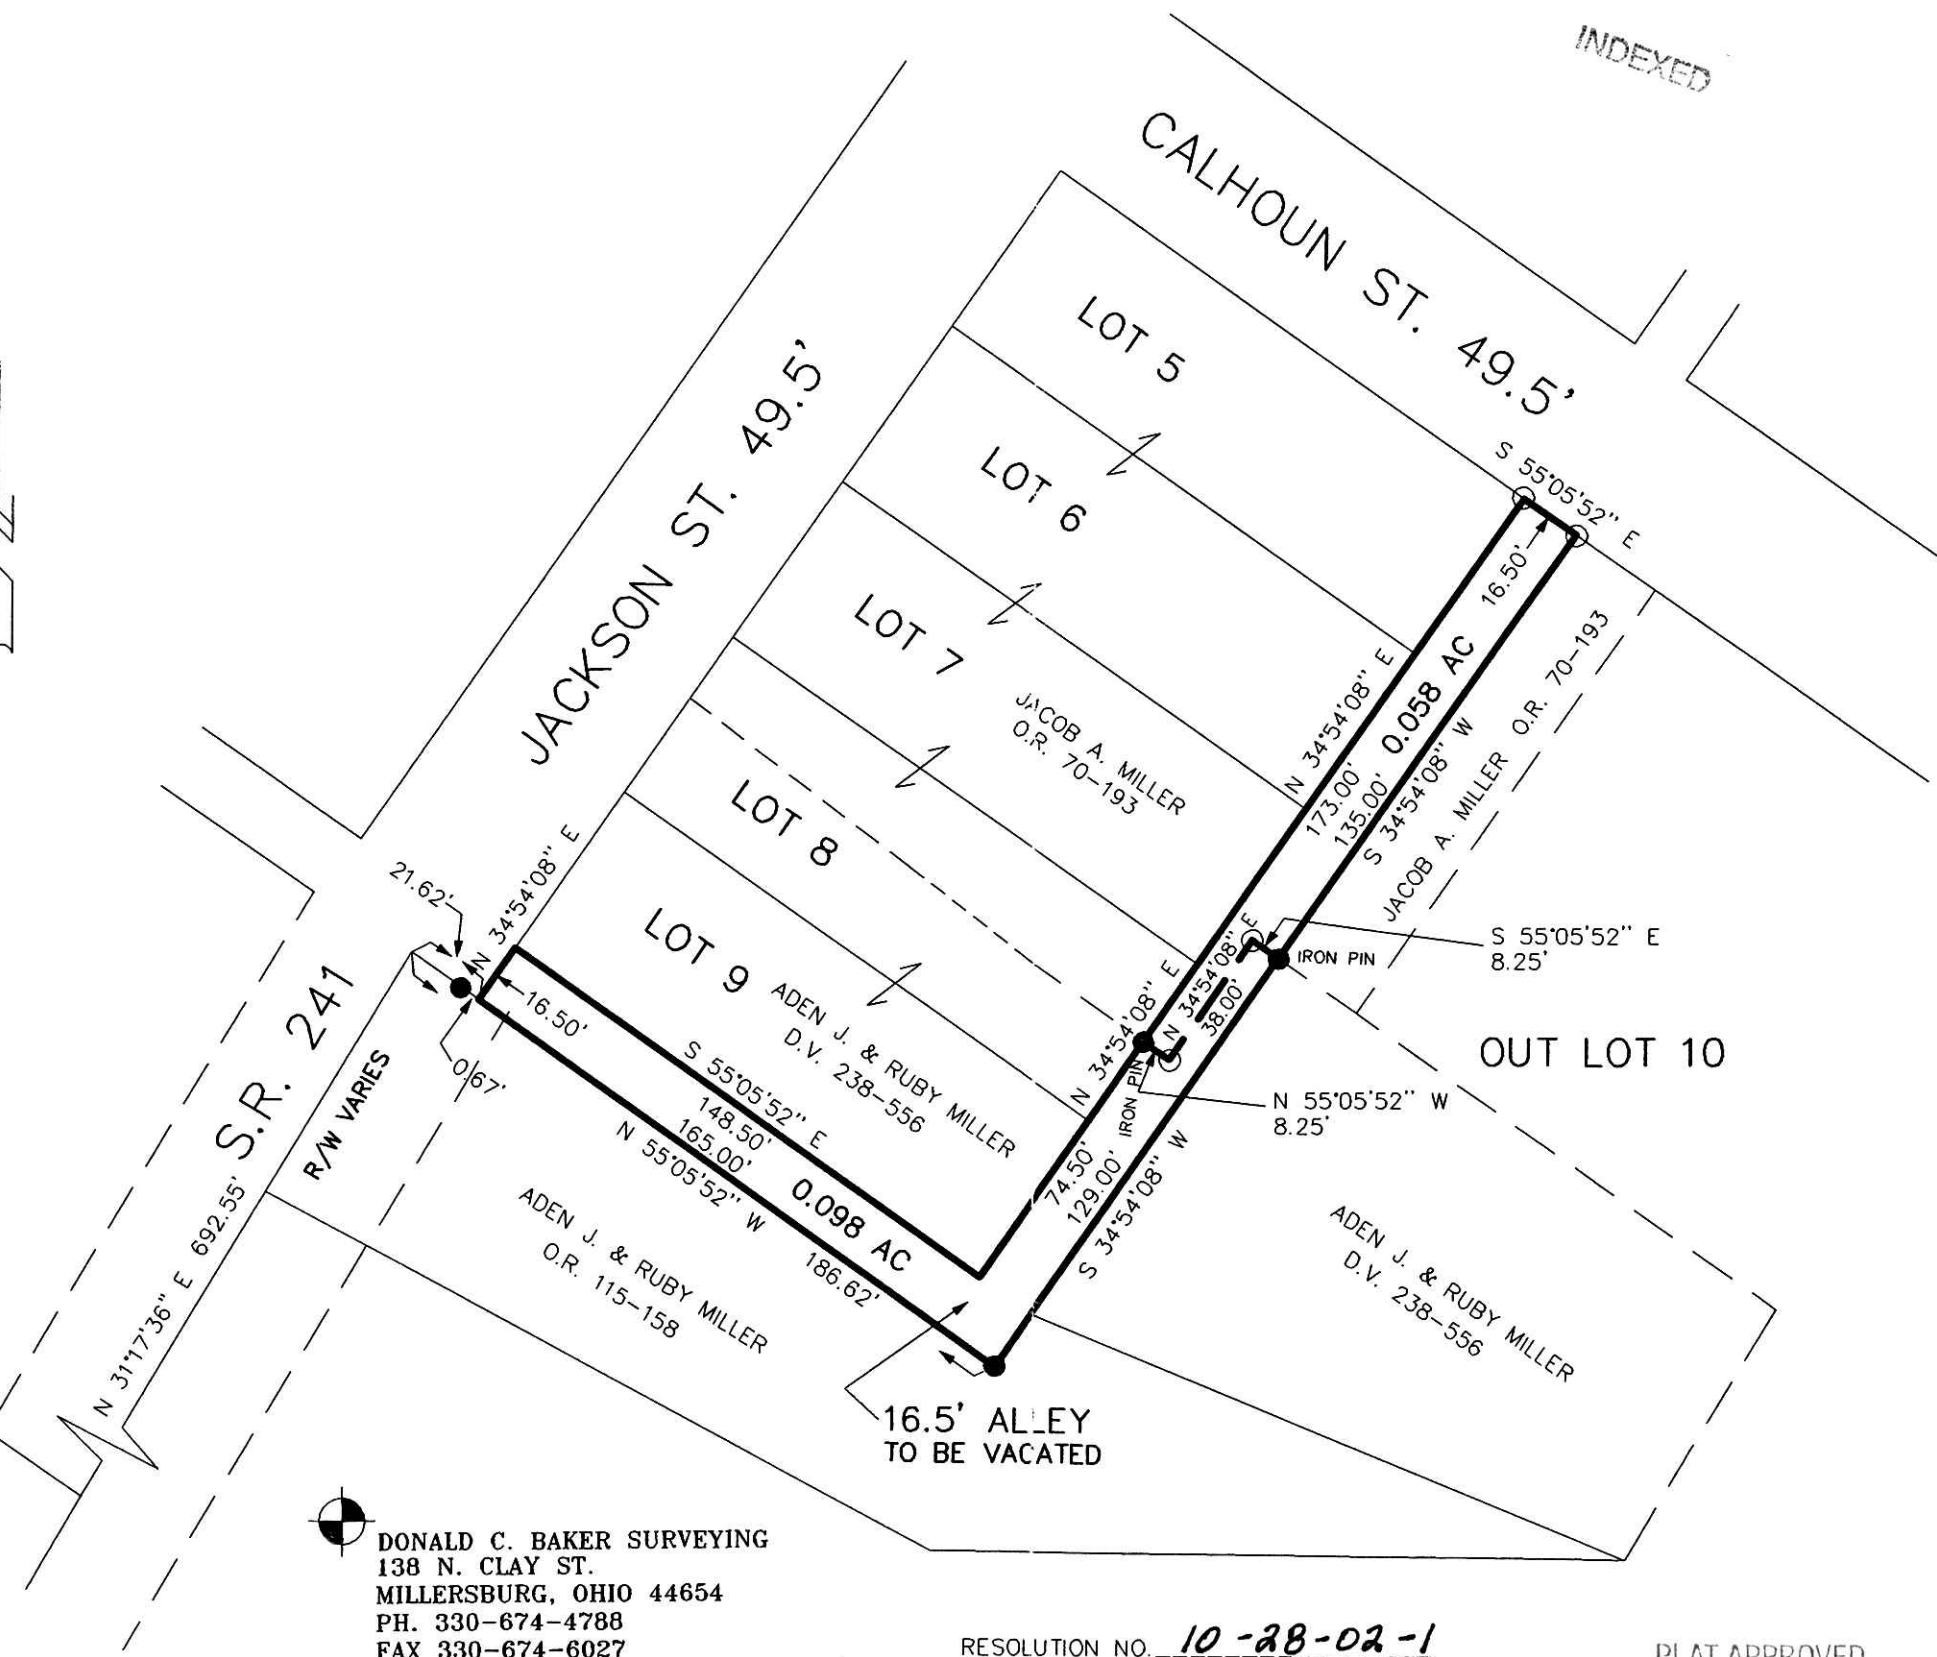 INDEXED
CALHOUN ST. 49.5'
JACKSON ST. 49.5'
LOT 5
LOT 6
LOT 7
JACOB A. MILLER
O.R. 70-193
LOT 8
LOT 9
ADEN J. & RUBY MILLER
D.V. 238-556
S 55°05'52" E
16.50'
N 34°54'08" E
173.00'
0.058 AC
135.00'
S 34°54'08" W
JACOB A. MILLER O.R. 70-193
S 55°05'52" E
8.25'
IRON PIN
N 34°54'08" E
38.00'
OUT LOT 10
N 55°05'52" W
8.25'
IRON PIN
N 34°54'08" E
74.50'
129.00'
S 34°54'08" W
21.62'
N 34°54'08" E
16.50'
0.67'
S 55°05'52" E
148.50'
165.00'
0.098 AC
N 55°05'52" W 186.62'
S.R. 241
R/W VARIES
N 31°17'36" E 692.55'
ADEN J. & RUBY MILLER
O.R. 115-158
ADEN J. & RUBY MILLER
D.V. 238-556
16.5' ALLEY
TO BE VACATED
DONALD C. BAKER SURVEYING
138 N. CLAY ST.
MILLERSBURG, OHIO 44654
PH. 330-674-4788
FAX 330-674-6027
RESOLUTION NO. 10-28-02-1
PLAT APPROVED